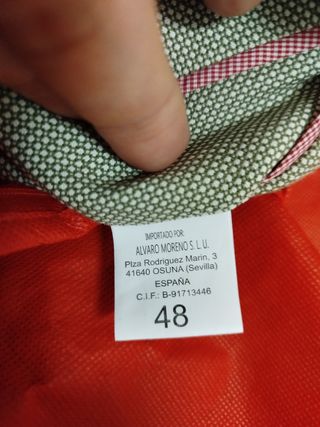 IMPORTADO POR:
ALVARO MORENO S.L.U.
Plza Rodriguez Marin, 3
41640 OSUNA (Sevilla)
ESPAÑA
C.I.F.: B-91713446
48